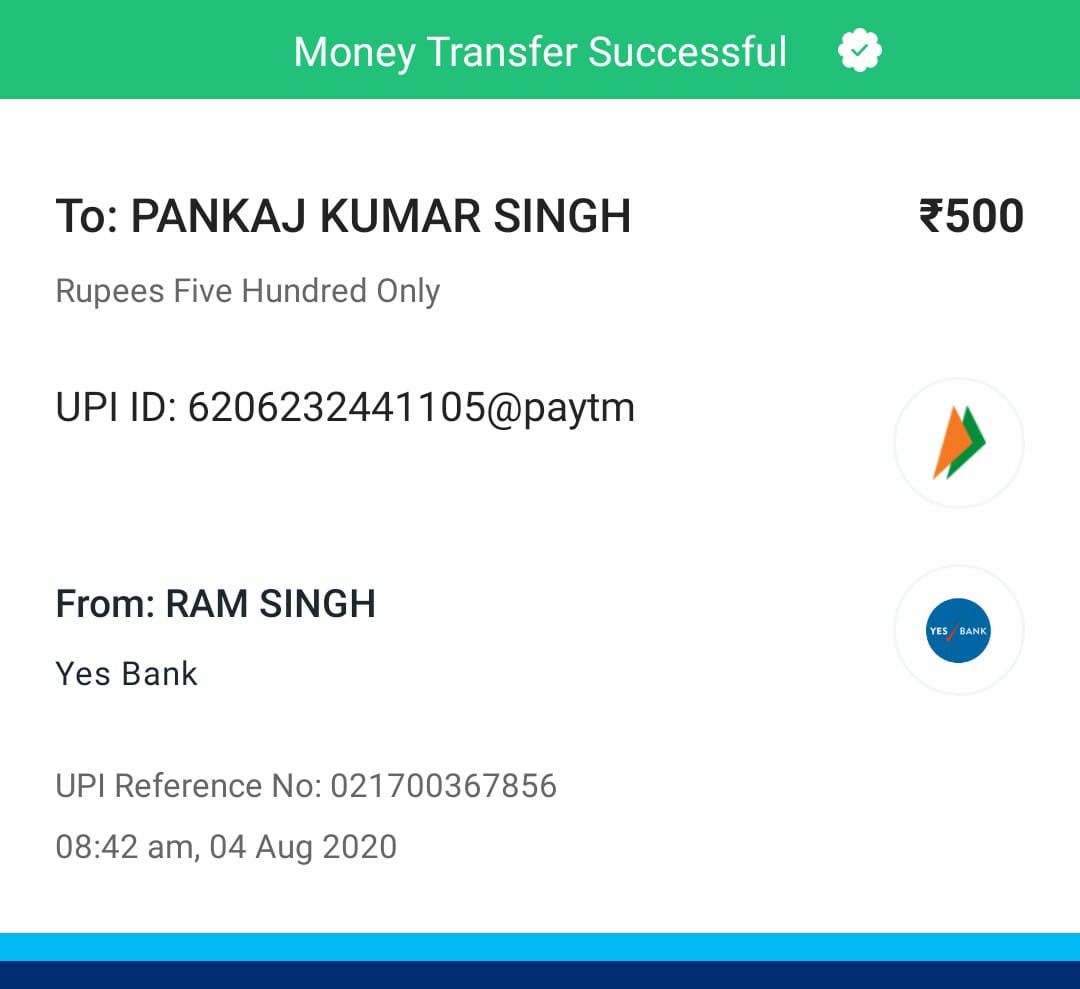 Money Transfer Successful
To: PANKAJ KUMAR SINGH ₹500
Rupees Five Hundred Only
UPI ID: 6206232441105@paytm
From: RAM SINGH
YES BANK
Yes Bank
UPI Reference No: 021700367856
08:42 am, 04 Aug 2020